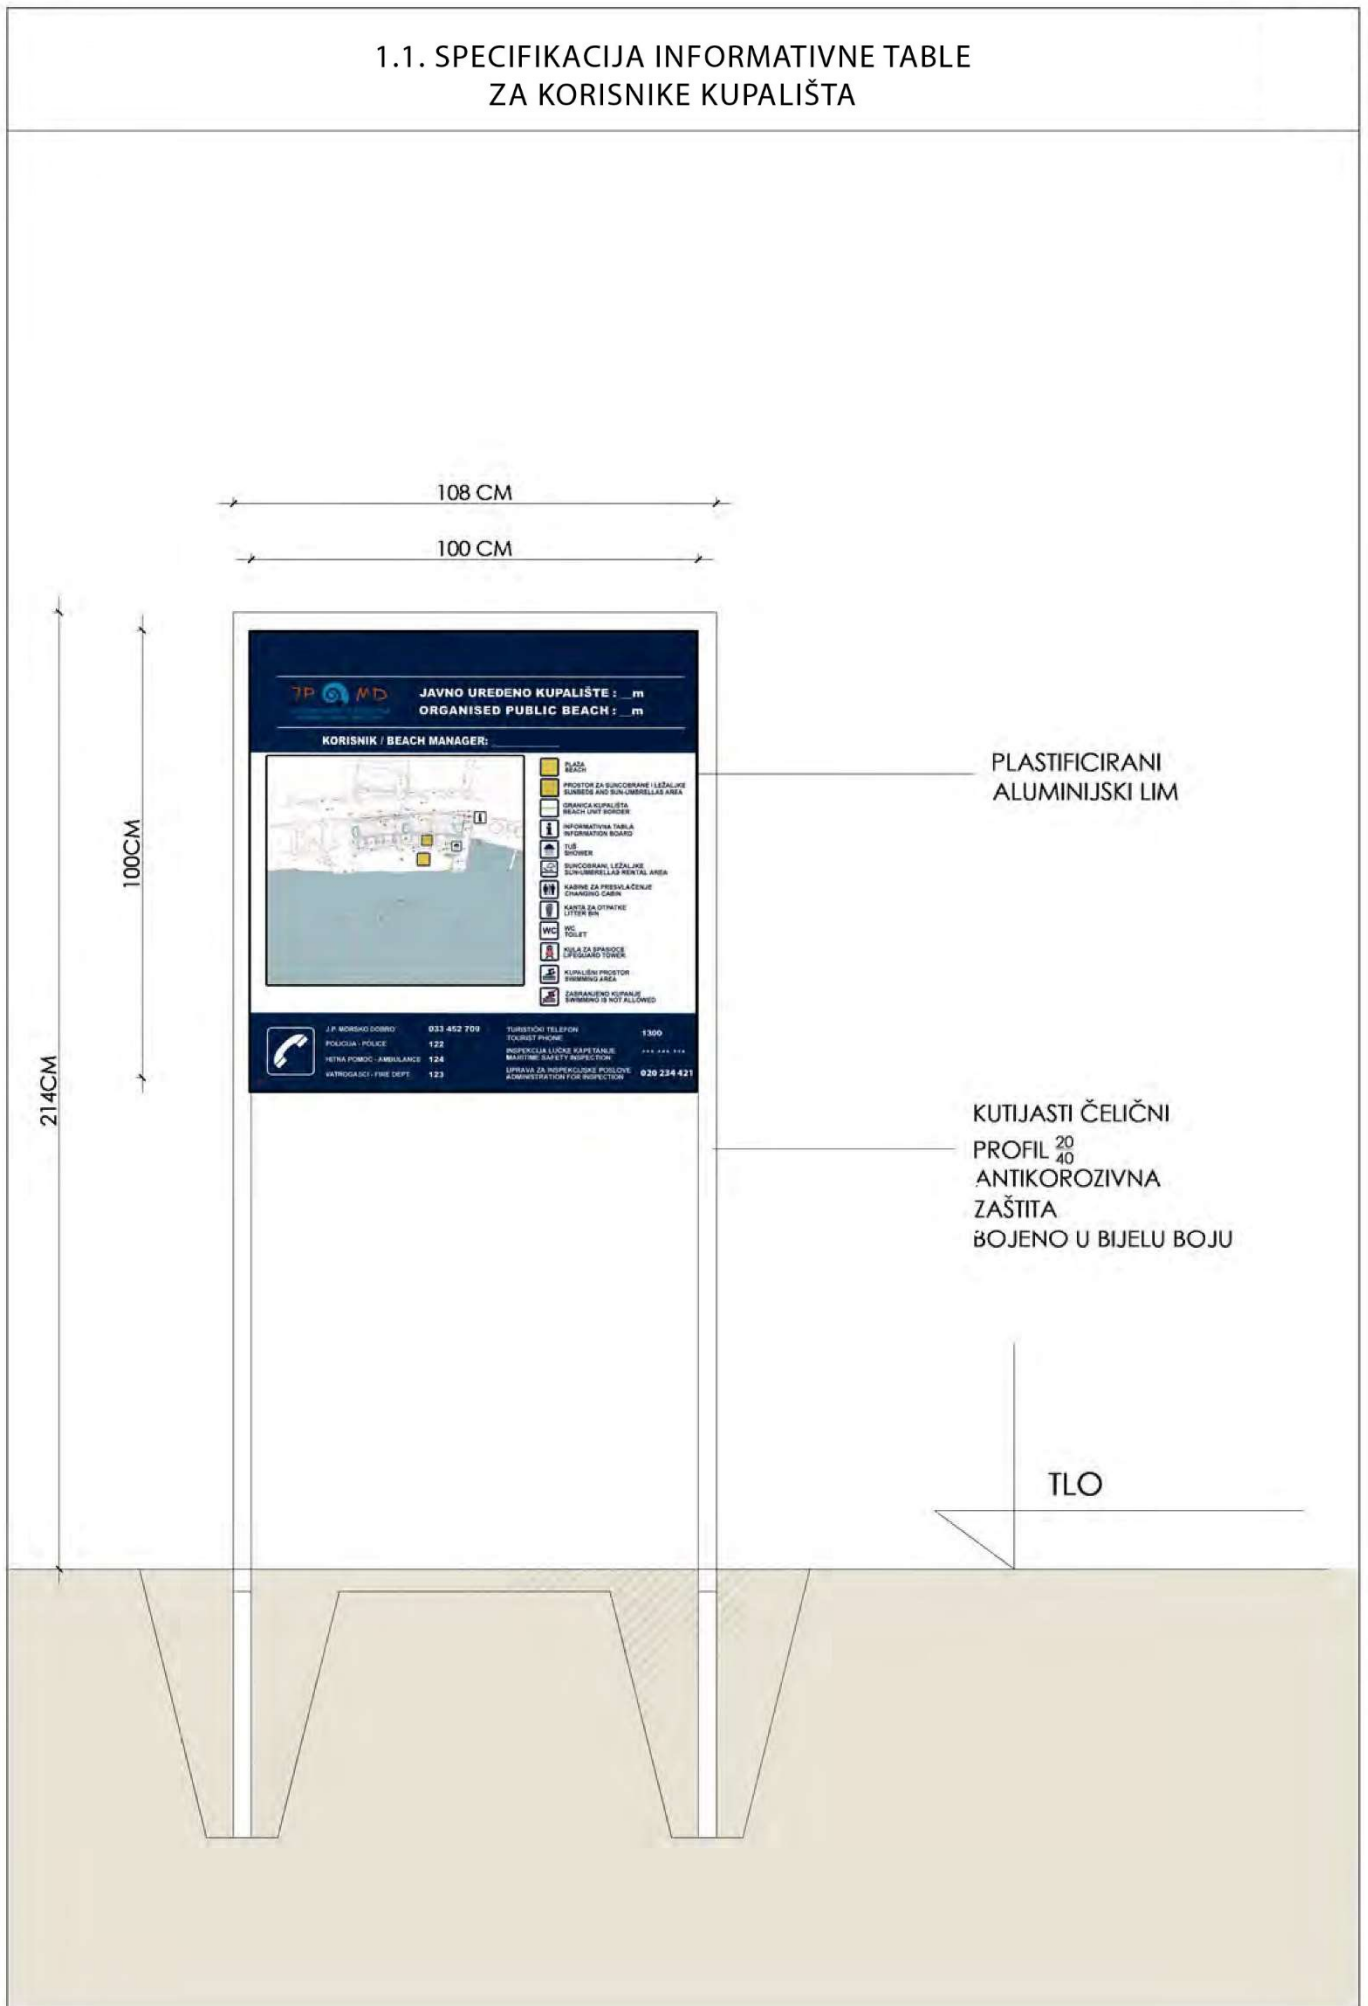 1.1. SPECIFIKACIJA INFORMATIVNE TABLE
ZA KORISNIKE KUPALIŠTA
108 CM
100 CM
100CM
214CM
JP MD
JAVNO UREĐENO KUPALIŠTE : __m
ORGANISED PUBLIC BEACH : __m
KORISNIK / BEACH MANAGER: __________
PLAŽA
BEACH
PROSTOR ZA SUNCOBRANE I LEŽALJKE
SUNBEDS AND SUN-UMBRELLAS AREA
GRANICA KUPALIŠTA
BEACH UNIT BORDER
i
INFORMATIVNA TABLA
INFORMATION BOARD
TUŠ
SHOWER
SUNCOBRANI, LEŽALJKE
SUN-UMBRELLAS RENTAL AREA
KABINE ZA PRESVLAČENJE
CHANGING CABIN
KANTA ZA OTPATKE
LITTER BIN
WC
WC
TOILET
KULA ZA SPASIOCE
LIFEGUARD TOWER
KUPALIŠNI PROSTOR
SWIMMING AREA
ZABRANJENO KUPANJE
SWIMMING IS NOT ALLOWED
J.P. MORSKO DOBRO 033 452 709
POLICIJA - POLICE 122
HITNA POMOĆ - AMBULANCE 124
VATROGASCI - FIRE DEPT. 123
TURISTIČKI TELEFON
TOURIST PHONE 1300
INSPEKCIJA LUČKE KAPETANIJE
MARITIME SAFETY INSPECTION *** *** ***
UPRAVA ZA INSPEKCIJSKE POSLOVE
ADMINISTRATION FOR INSPECTION 020 234 421
PLASTIFICIRANI
ALUMINIJSKI LIM
KUTIJASTI ČELIČNI
PROFIL 20/40
ANTIKOROZIVNA
ZAŠTITA
BOJENO U BIJELU BOJU
TLO